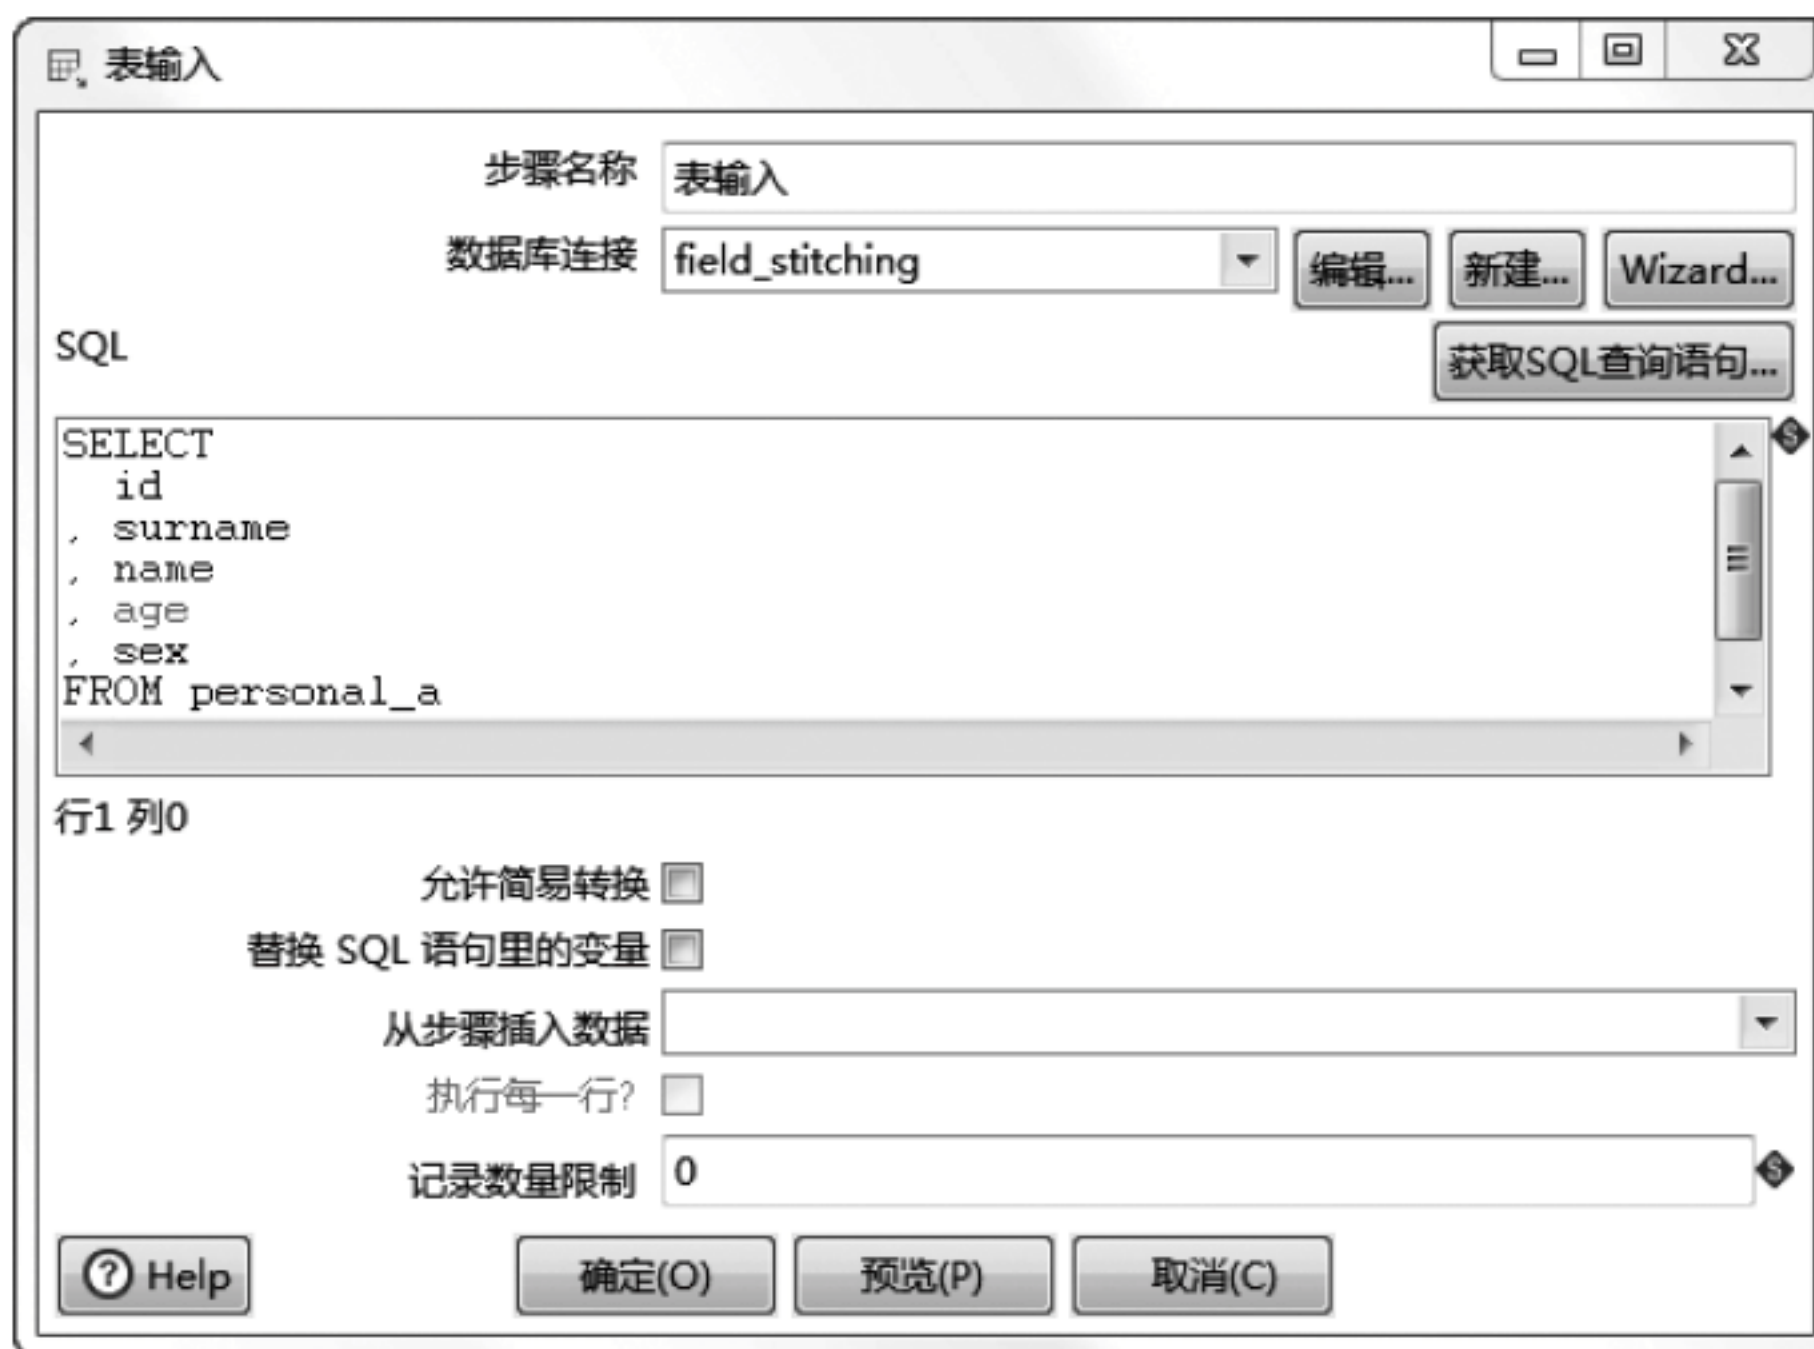 表输入
步骤名称 表输入
数据库连接 field_stitching 编辑... 新建... Wizard...
SQL 获取SQL查询语句...
SELECT
id
, surname
, name
, age
, sex
FROM personal_a
行1 列0
允许简易转换
替换 SQL 语句里的变量
从步骤插入数据
执行每一行?
记录数量限制 0
Help 确定(O) 预览(P) 取消(C)